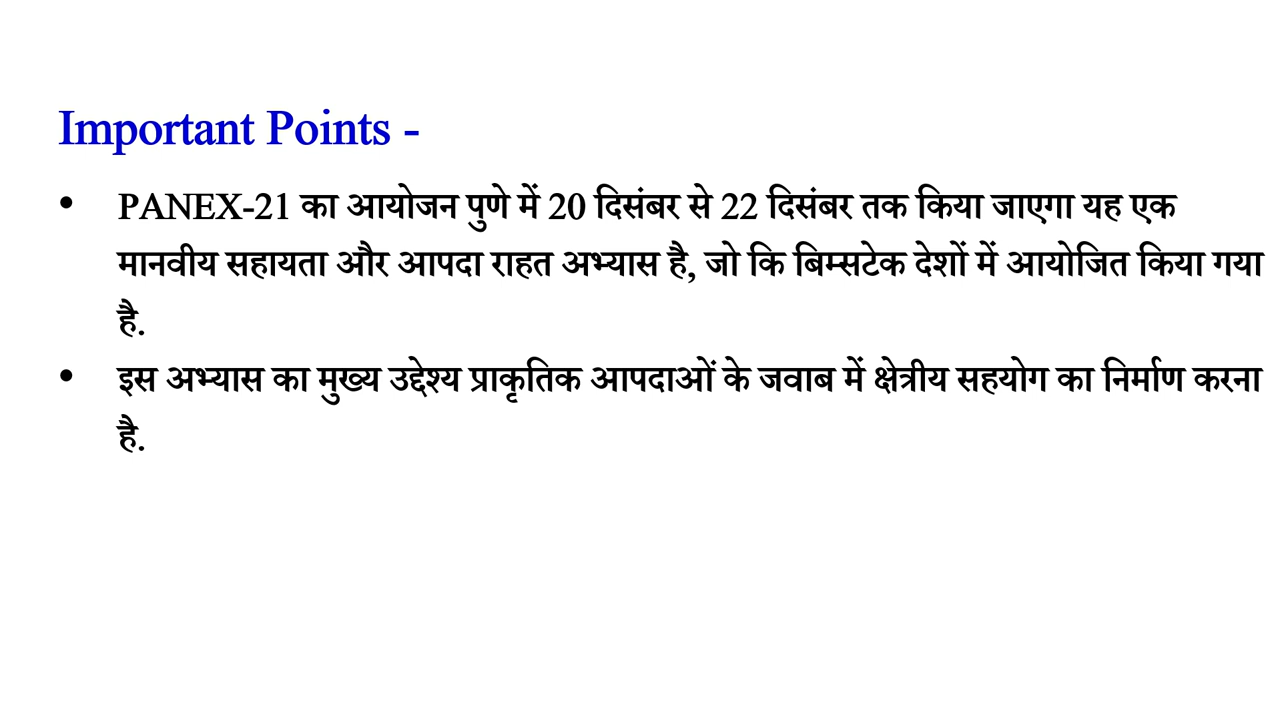 Important Points -
• PANEX-21 का आयोजन पुणे में 20 दिसंबर से 22 दिसंबर तक किया जाएगा यह एक
मानवीय सहायता और आपदा राहत अभ्यास है, जो कि बिम्सटेक देशों में आयोजित किया गया
है.
• इस अभ्यास का मुख्य उद्देश्य प्राकृतिक आपदाओं के जवाब में क्षेत्रीय सहयोग का निर्माण करना
है.